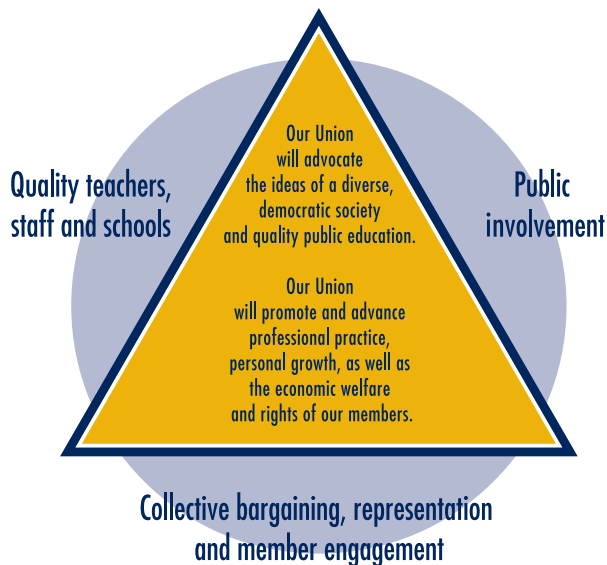 Our Union
will advocate
the ideas of a diverse,
democratic society
and quality public education.
Our Union
will promote and advance
professional practice,
personal growth, as well as
the economic welfare
and rights of our members.
Quality teachers,
staff and schools
Public
involvement
Collective bargaining, representation
and member engagement